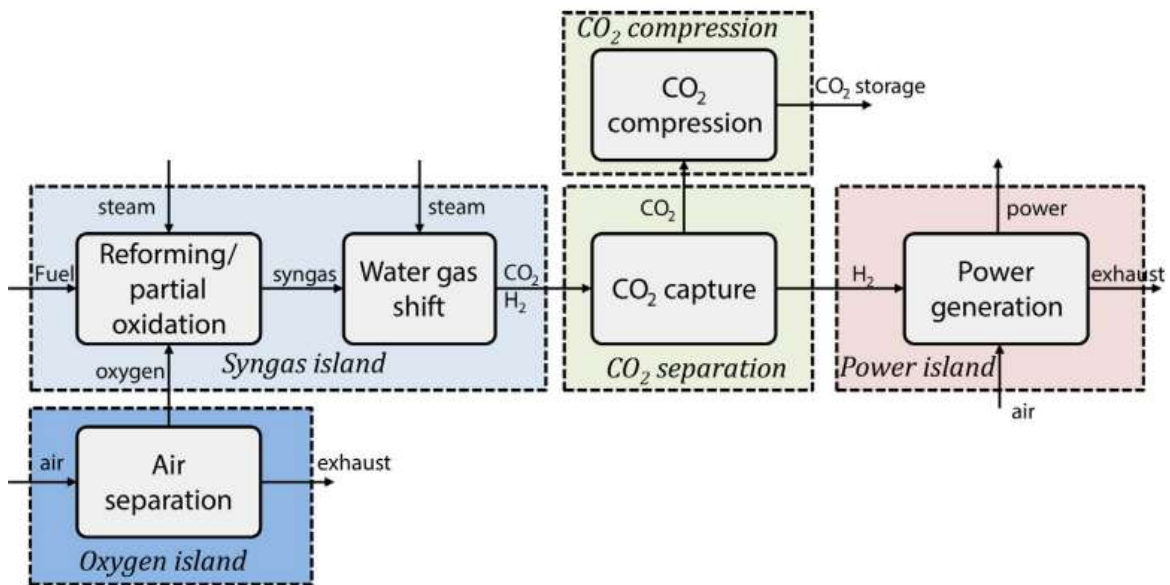 CO₂ compression
CO₂
compression
CO₂ storage
steam
steam
CO₂
power
Fuel
Reforming/
partial
oxidation
syngas
Water gas
shift
CO₂
H₂
CO₂ capture
H₂
Power
generation
exhaust
oxygen
Syngas island
CO₂ separation
Power island
air
air
Air
separation
exhaust
Oxygen island